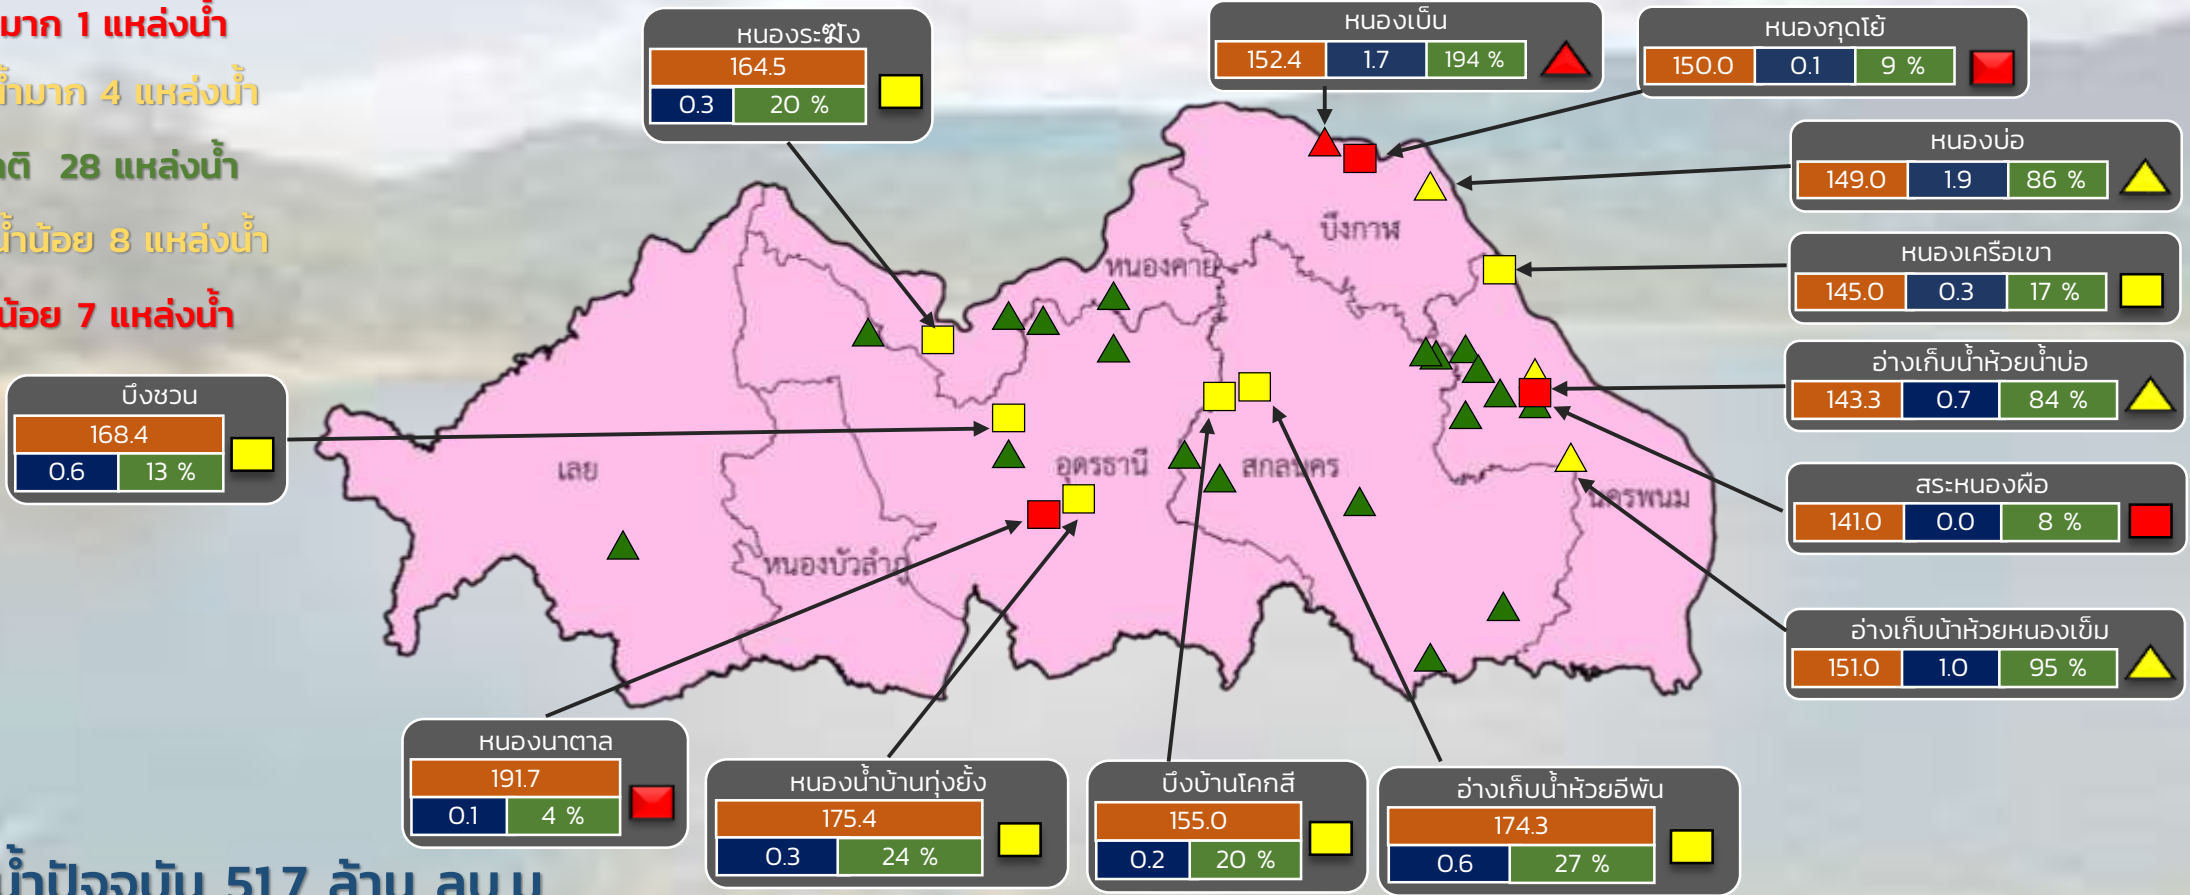 มาก 1 แหล่งน้ำ
น้ำมาก 4 แหล่งน้ำ
28 แหล่งน้ำ
น้ำน้อย 8 แหล่งน้ำ
น้อย 7 แหล่งน้ำ
หนองระฆัง
164.5
0.3 20 %
หนองเบ็น
152.4 1.7 194 %
หนองกุดโย้
150.0 0.1 9 %
หนองบ่อ
149.0 1.9 86 %
หนองเครือเขา
145.0 0.3 17 %
อ่างเก็บน้ำห้วยน้ำบ่อ
143.3 0.7 84 %
สระหนองผือ
141.0 0.0 8 %
อ่างเก็บน้าห้วยหนองเข็ม
151.0 1.0 95 %
บึงชวน
168.4
0.6 13 %
บึงกาฬ
หนองคาย
เลย
อุดรธานี
สกลนคร
นครพนม
หนองบัวลำภู
หนองนาตาล
191.7
0.1 4 %
หนองน้ำบ้านทุ่งยั้ง
175.4
0.3 24 %
บึงบ้านโคกสี
155.0
0.2 20 %
อ่างเก็บน้ำห้วยอีพัน
174.3
0.6 27 %
น้ำปัจจุบัน 517 ล้าน ลบ.ม